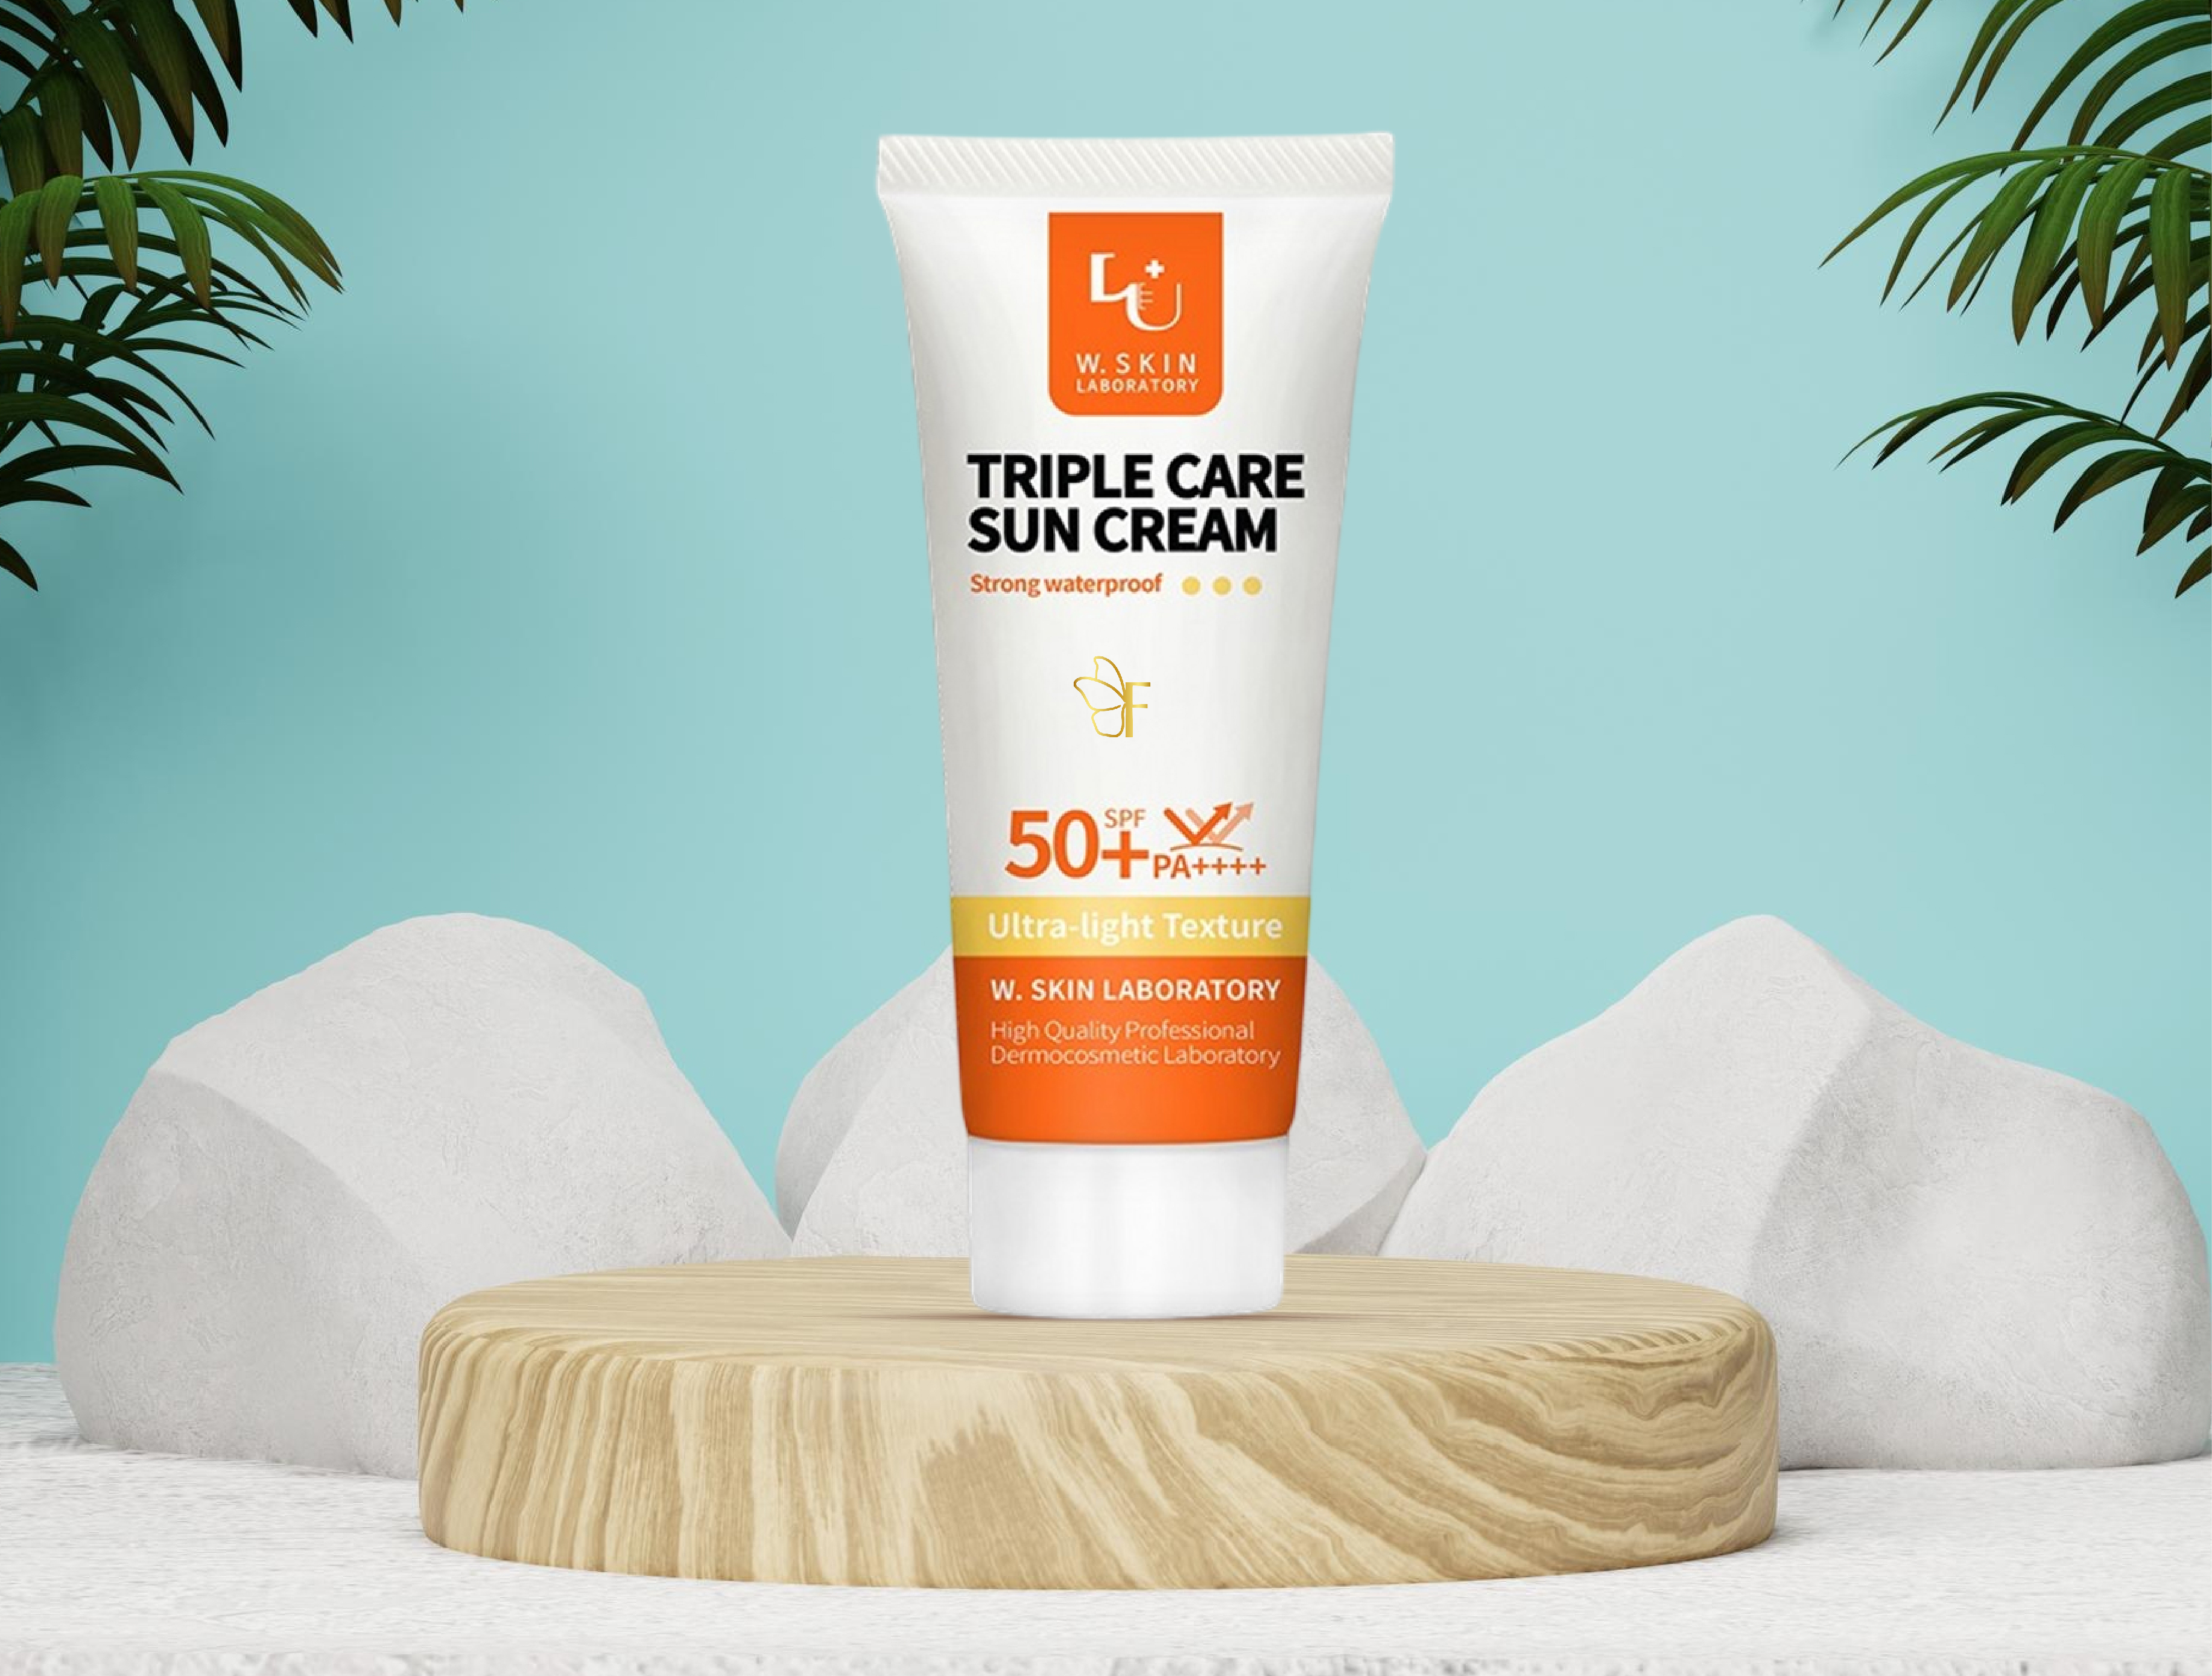 W. SKIN
LABORATORY
TRIPLE CARE
SUN CREAM
Strong waterproof
F
50+ SPF
PA++++
Ultra-light Texture
W. SKIN LABORATORY
High Quality Professional
Dermocosmetic Laboratory